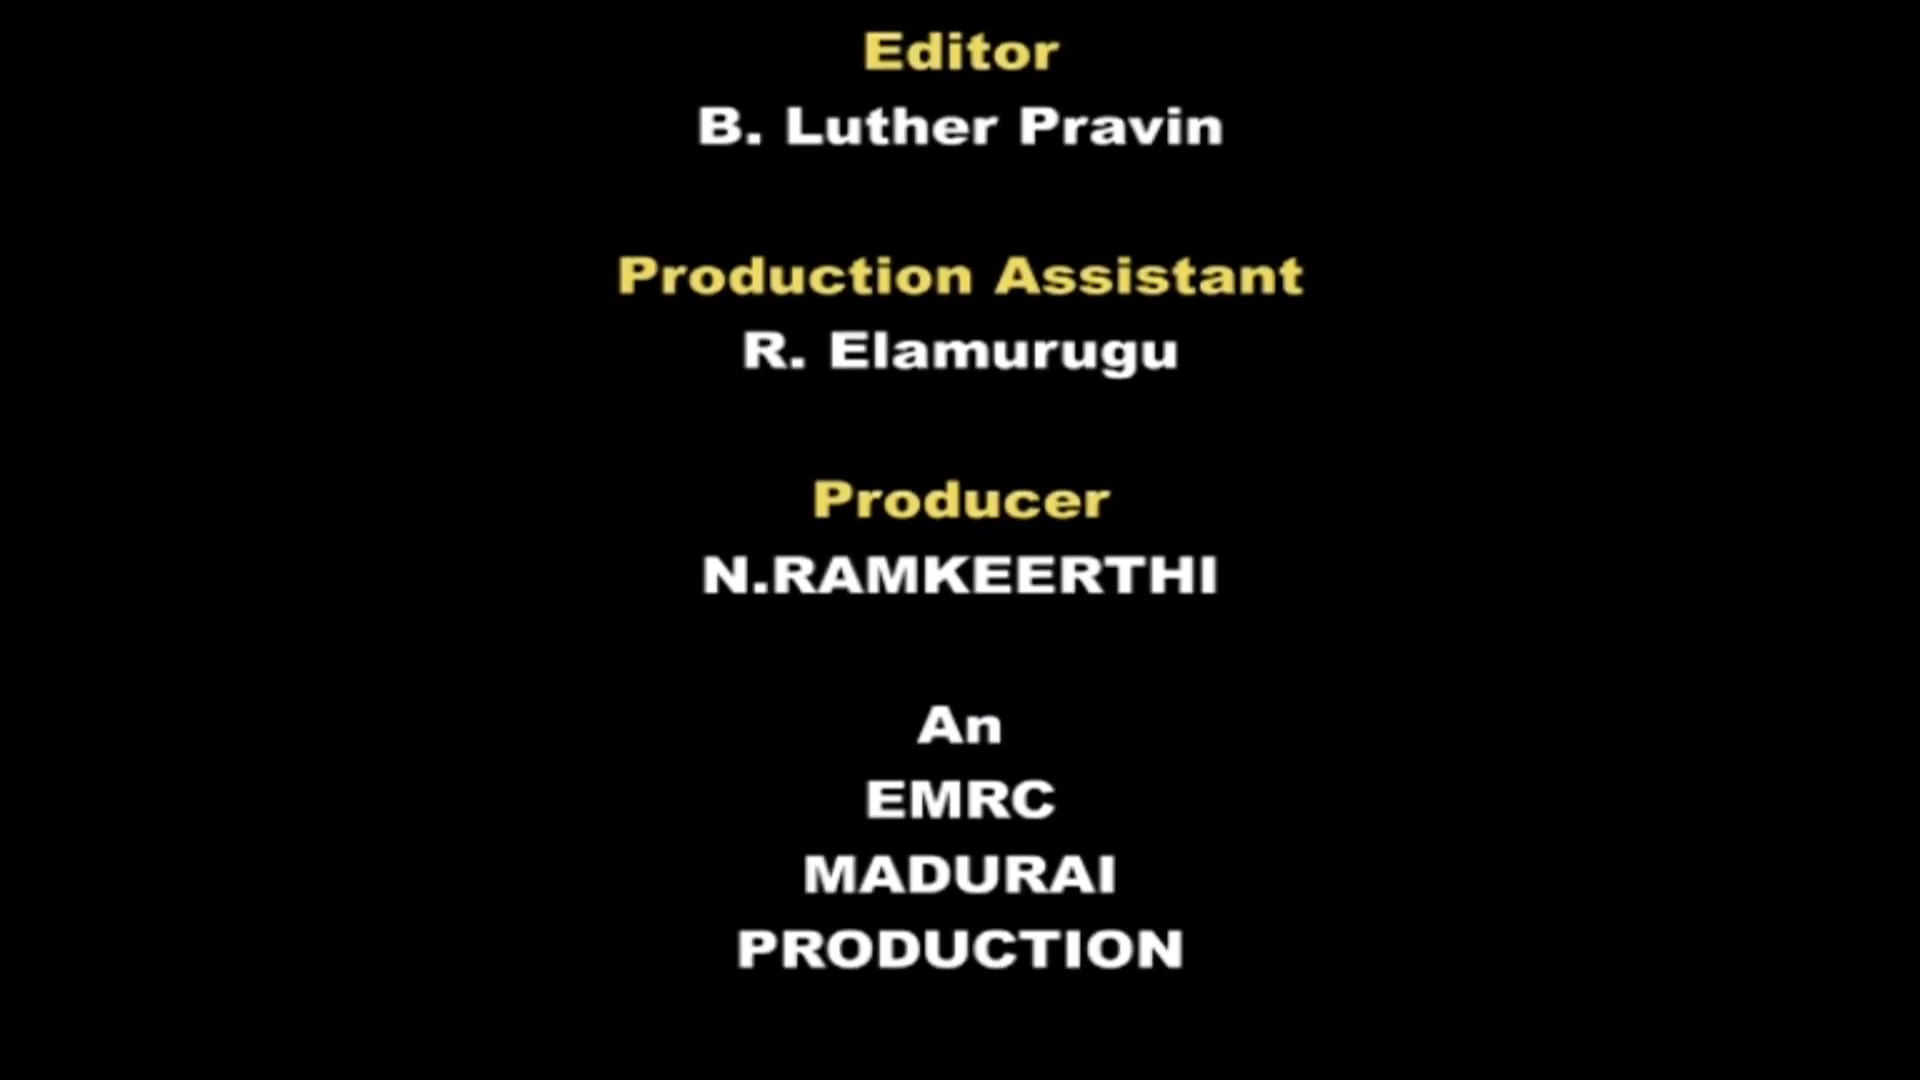 Editor
B. Luther Pravin
Production Assistant
R. Elamurugu
Producer
N.RAMKEERTHI
An
EMRC
MADURAI
PRODUCTION